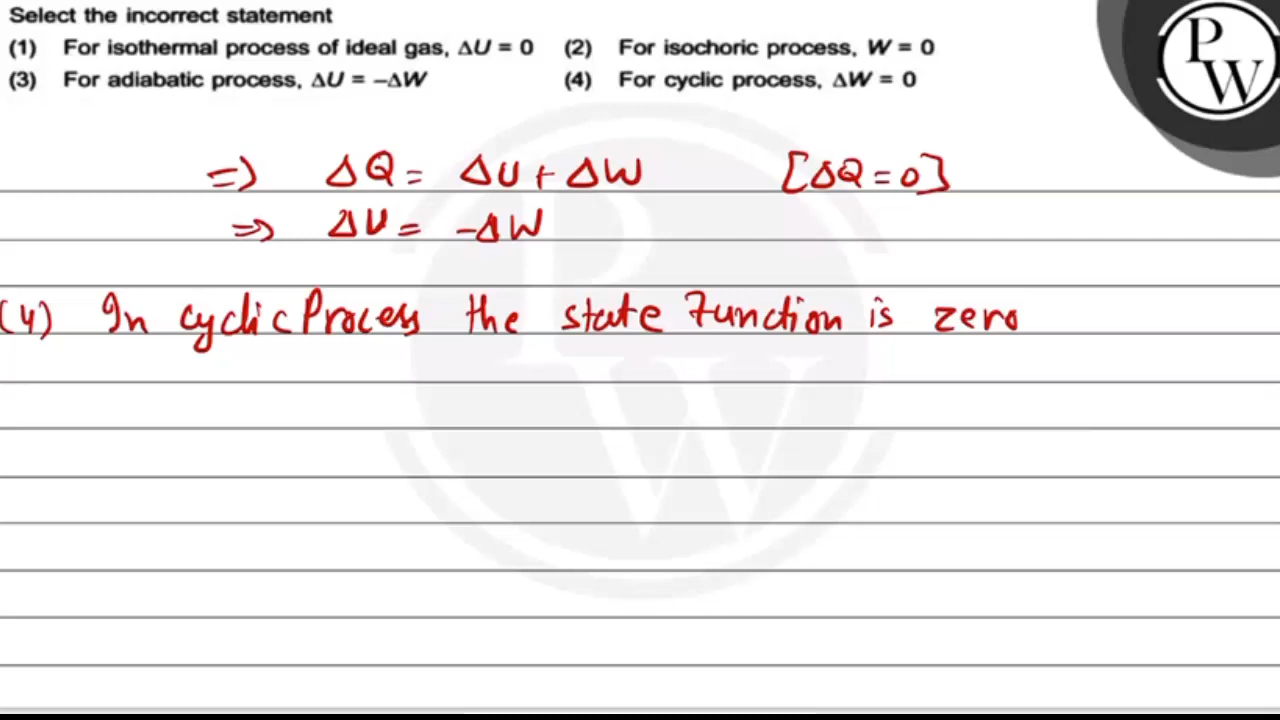 Select the incorrect statement
(1) For isothermal process of ideal gas, ΔU = 0 (2) For isochoric process, W = 0
(3) For adiabatic process, ΔU = –ΔW (4) For cyclic process, ΔW = 0
P
W
⇒ ΔQ = ΔU + ΔW [ΔQ = 0]
⇒ ΔU = -ΔW
(4) In cyclic Process the state Function is zero
P
W